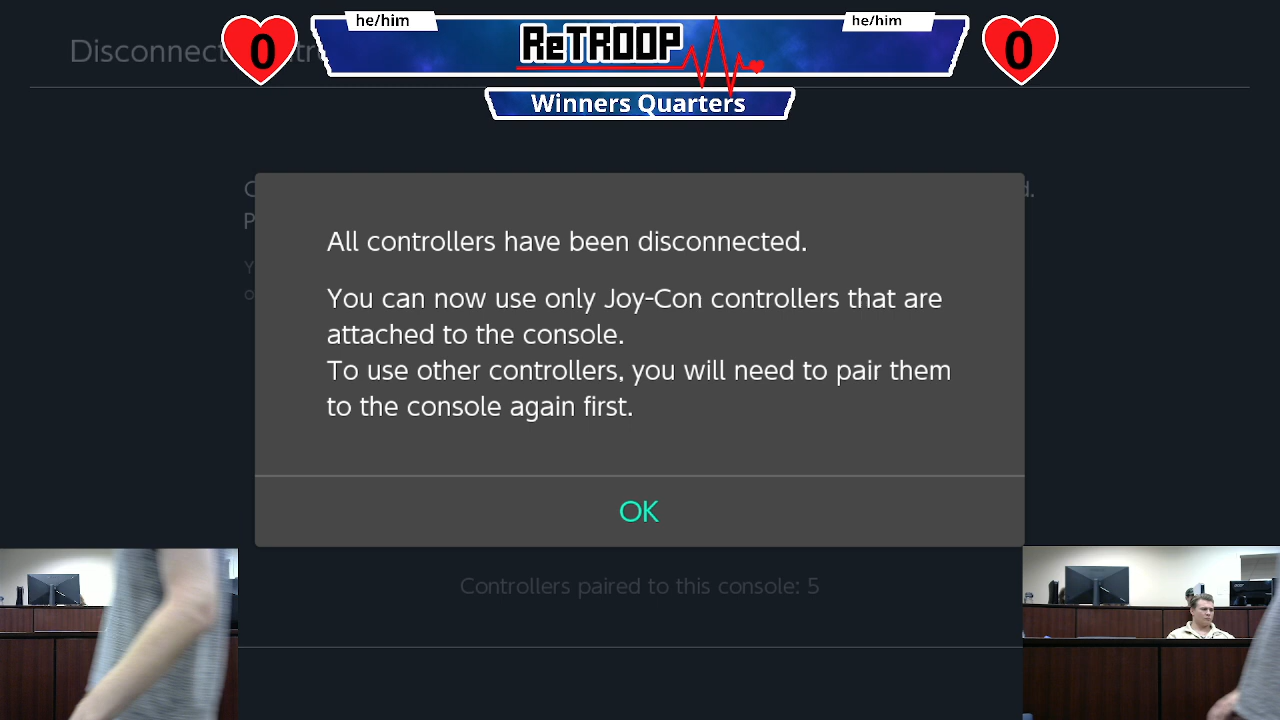 he/him
he/him
0
ReTROOP
0
Disconnect
Winners Quarters
All controllers have been disconnected.
You can now use only Joy-Con controllers that are
attached to the console.
To use other controllers, you will need to pair them
to the console again first.
OK
Controllers paired to this console: 5